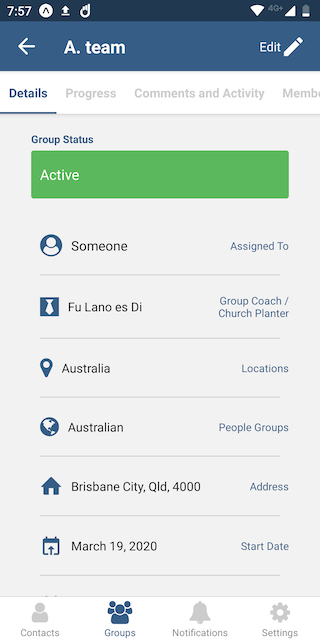 7:57
4G+
A. team
Edit
Details Progress Comments and Activity Membe
Group Status
Active
Someone Assigned To
Fu Lano es Di Group Coach /
Church Planter
Australia Locations
Australian People Groups
Brisbane City, Qld, 4000 Address
March 19, 2020 Start Date
Contacts Groups Notifications Settings